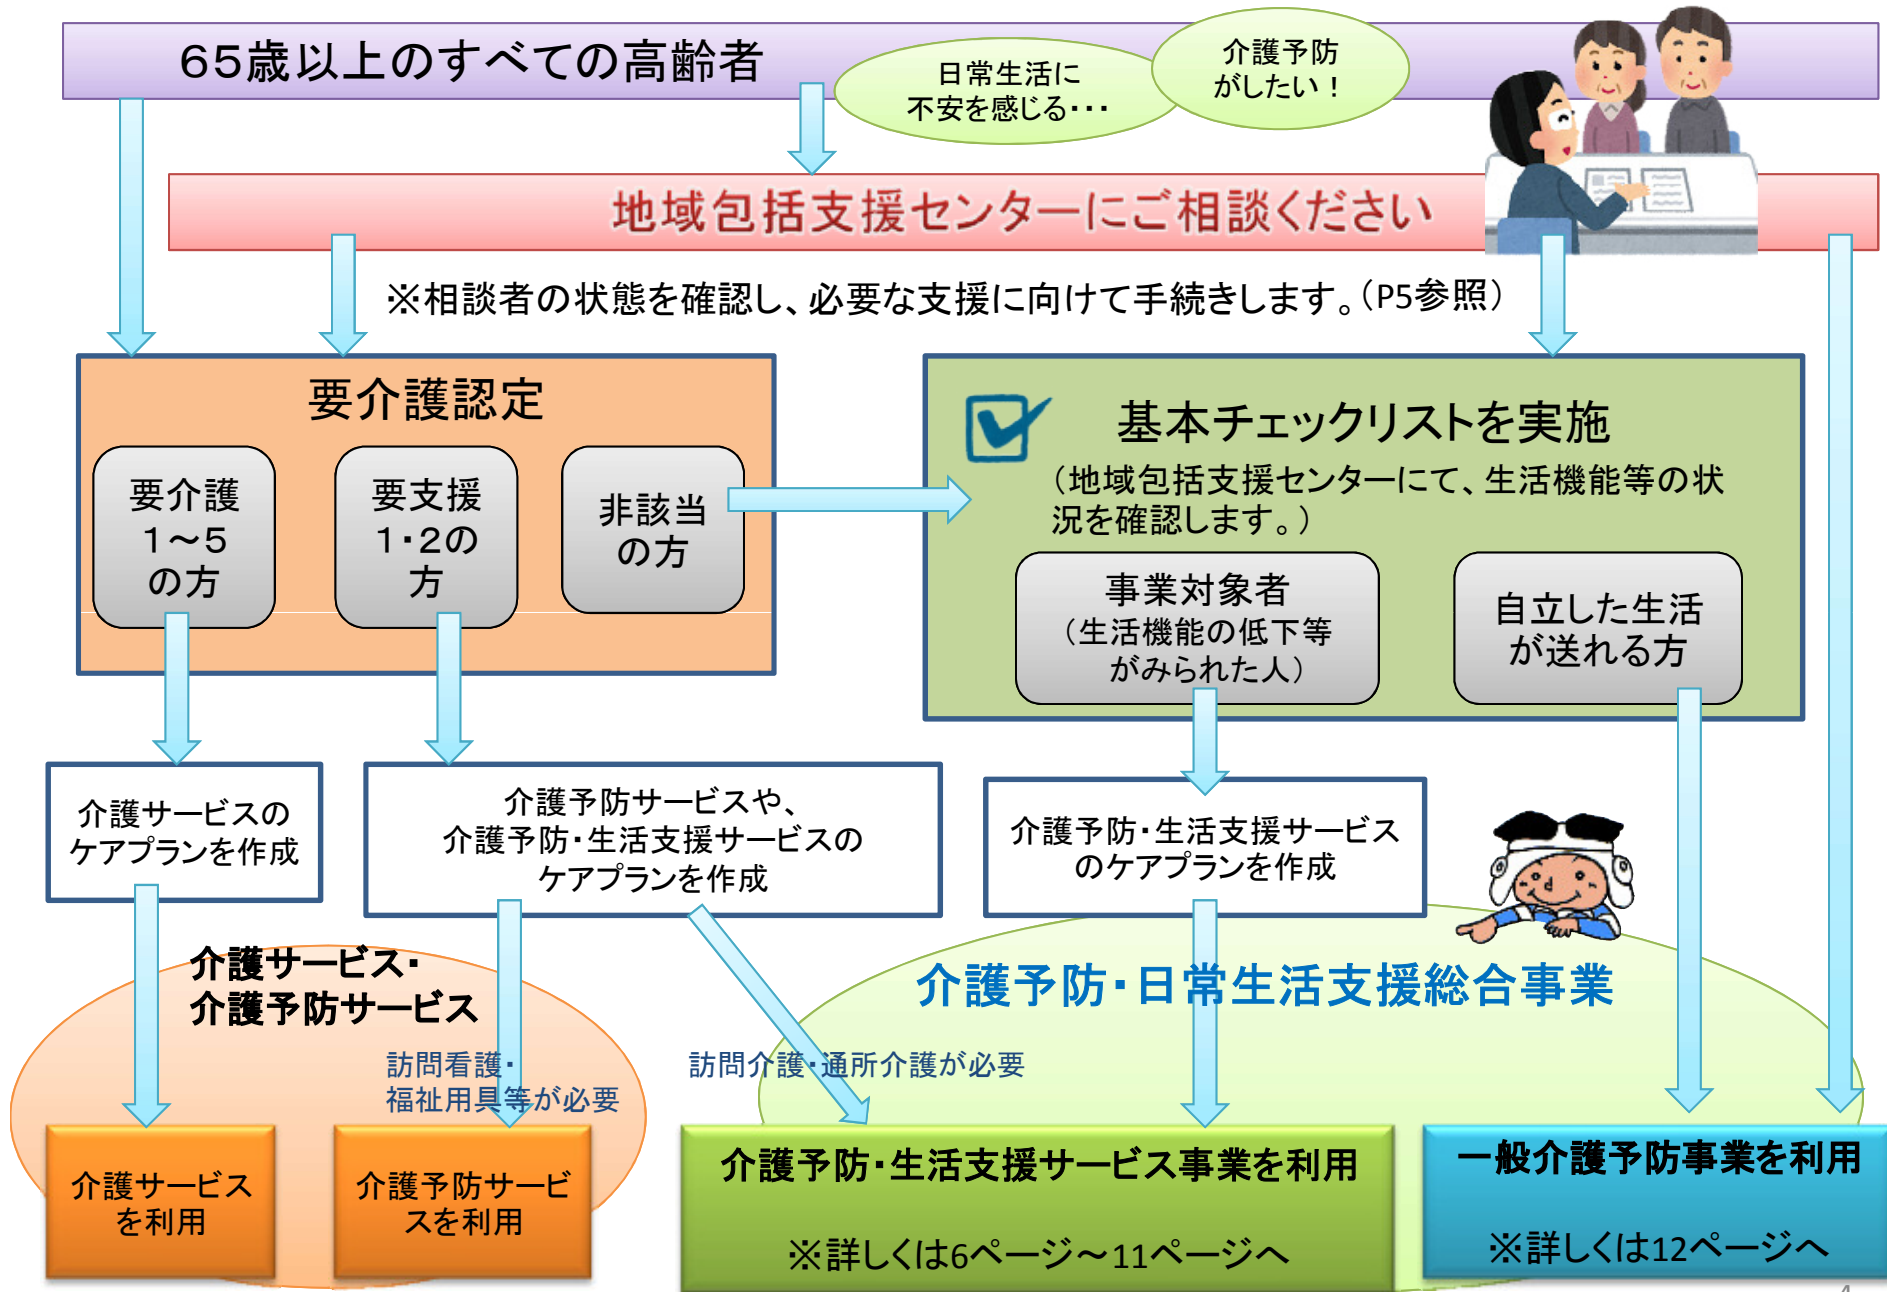 65歳以上のすべての高齢者
日常生活に
不安を感じる・・・
介護予防
がしたい！
地域包括支援センターにご相談ください
※相談者の状態を確認し、必要な支援に向けて手続きします。（P5参照）
要介護認定
要介護
1～5
の方
要支援
1・2の
方
非該当
の方
基本チェックリストを実施
（地域包括支援センターにて、生活機能等の状
況を確認します。）
事業対象者
（生活機能の低下等
がみられた人）
自立した生活
が送れる方
介護サービスの
ケアプランを作成
介護予防サービスや、
介護予防・生活支援サービスの
ケアプランを作成
介護予防・生活支援サービス
のケアプランを作成
介護サービス・
介護予防サービス
介護予防・日常生活支援総合事業
訪問看護・
福祉用具等が必要
訪問介護・通所介護が必要
介護サービス
を利用
介護予防サービ
スを利用
介護予防・生活支援サービス事業を利用
※詳しくは6ページ～11ページへ
一般介護予防事業を利用
※詳しくは12ページへ